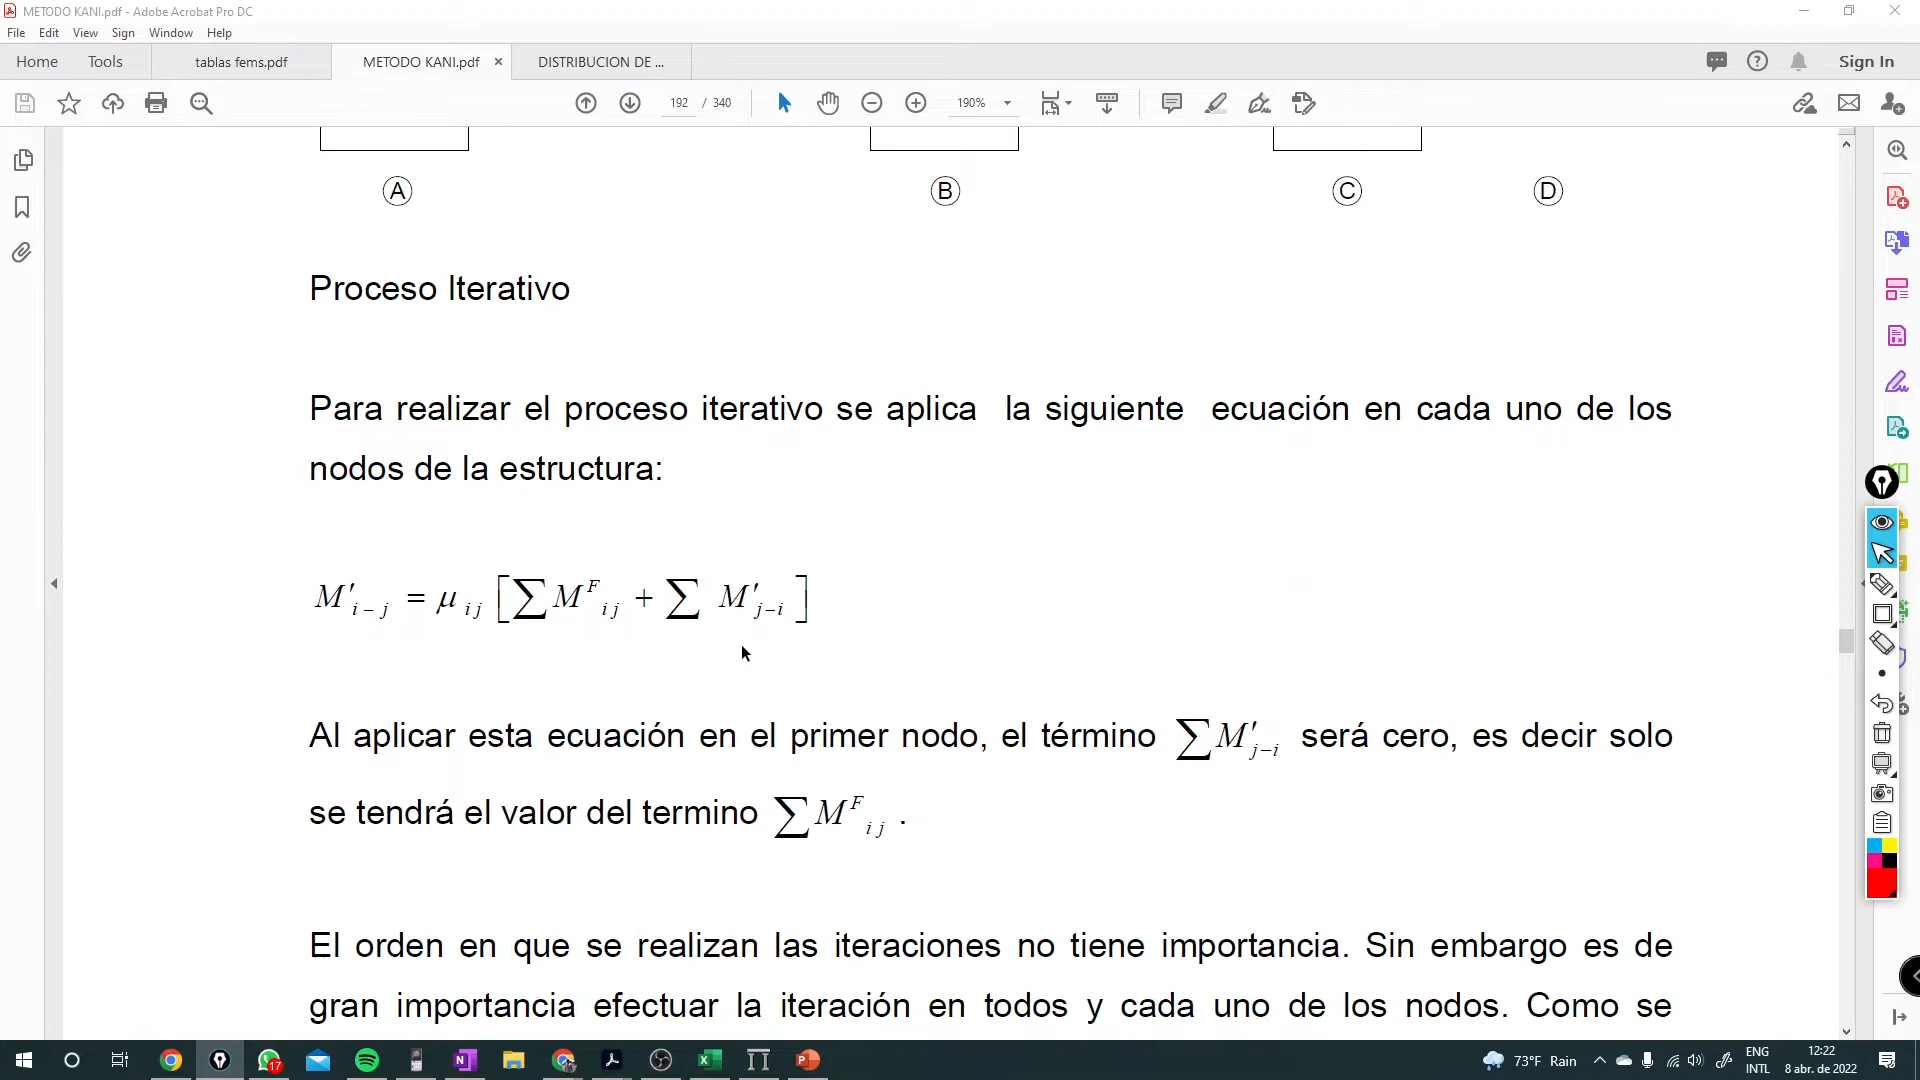 METODO KANI.pdf - Adobe Acrobat Pro DC
File Edit View Sign Window Help
Home Tools tablas fems.pdf METODO KANI.pdf × DISTRIBUCION DE ... Sign In
192 / 340 190%
A B C D
Proceso Iterativo
Para realizar el proceso iterativo se aplica la siguiente ecuación en cada uno de los
nodos de la estructura:
M′i−j = μij [∑M^F ij + ∑ M′j−i]
Al aplicar esta ecuación en el primer nodo, el término ∑M′j−i será cero, es decir solo
se tendrá el valor del termino ∑M^F ij .
El orden en que se realizan las iteraciones no tiene importancia. Sin embargo es de
gran importancia efectuar la iteración en todos y cada uno de los nodos. Como se
17 73°F Rain ENG INTL 12:22 8 abr. de 2022